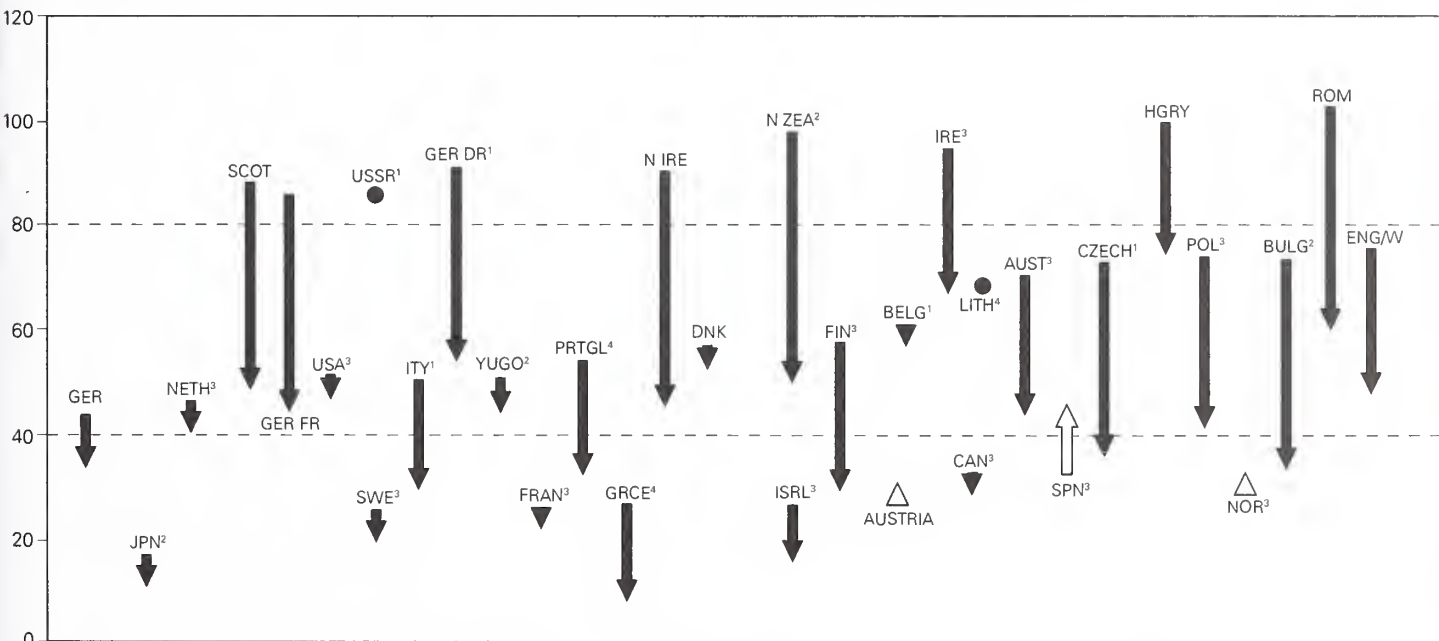 120
ROM
HGRY
100
N ZEA²
IRE³
GER DR¹
N IRE
SCOT
USSR¹
80
ENG/W
POL³
BULG²
CZECH¹
AUST³
LITH⁴
BELG¹
60
DNK
FIN³
PRTGL⁴
YUGO²
ITY¹
USA³
NETH³
GER
GER FR
40
CAN³
SPN³
NOR³
AUSTRIA
ISRL³
GRCE⁴
FRAN³
SWE³
20
JPN²
0